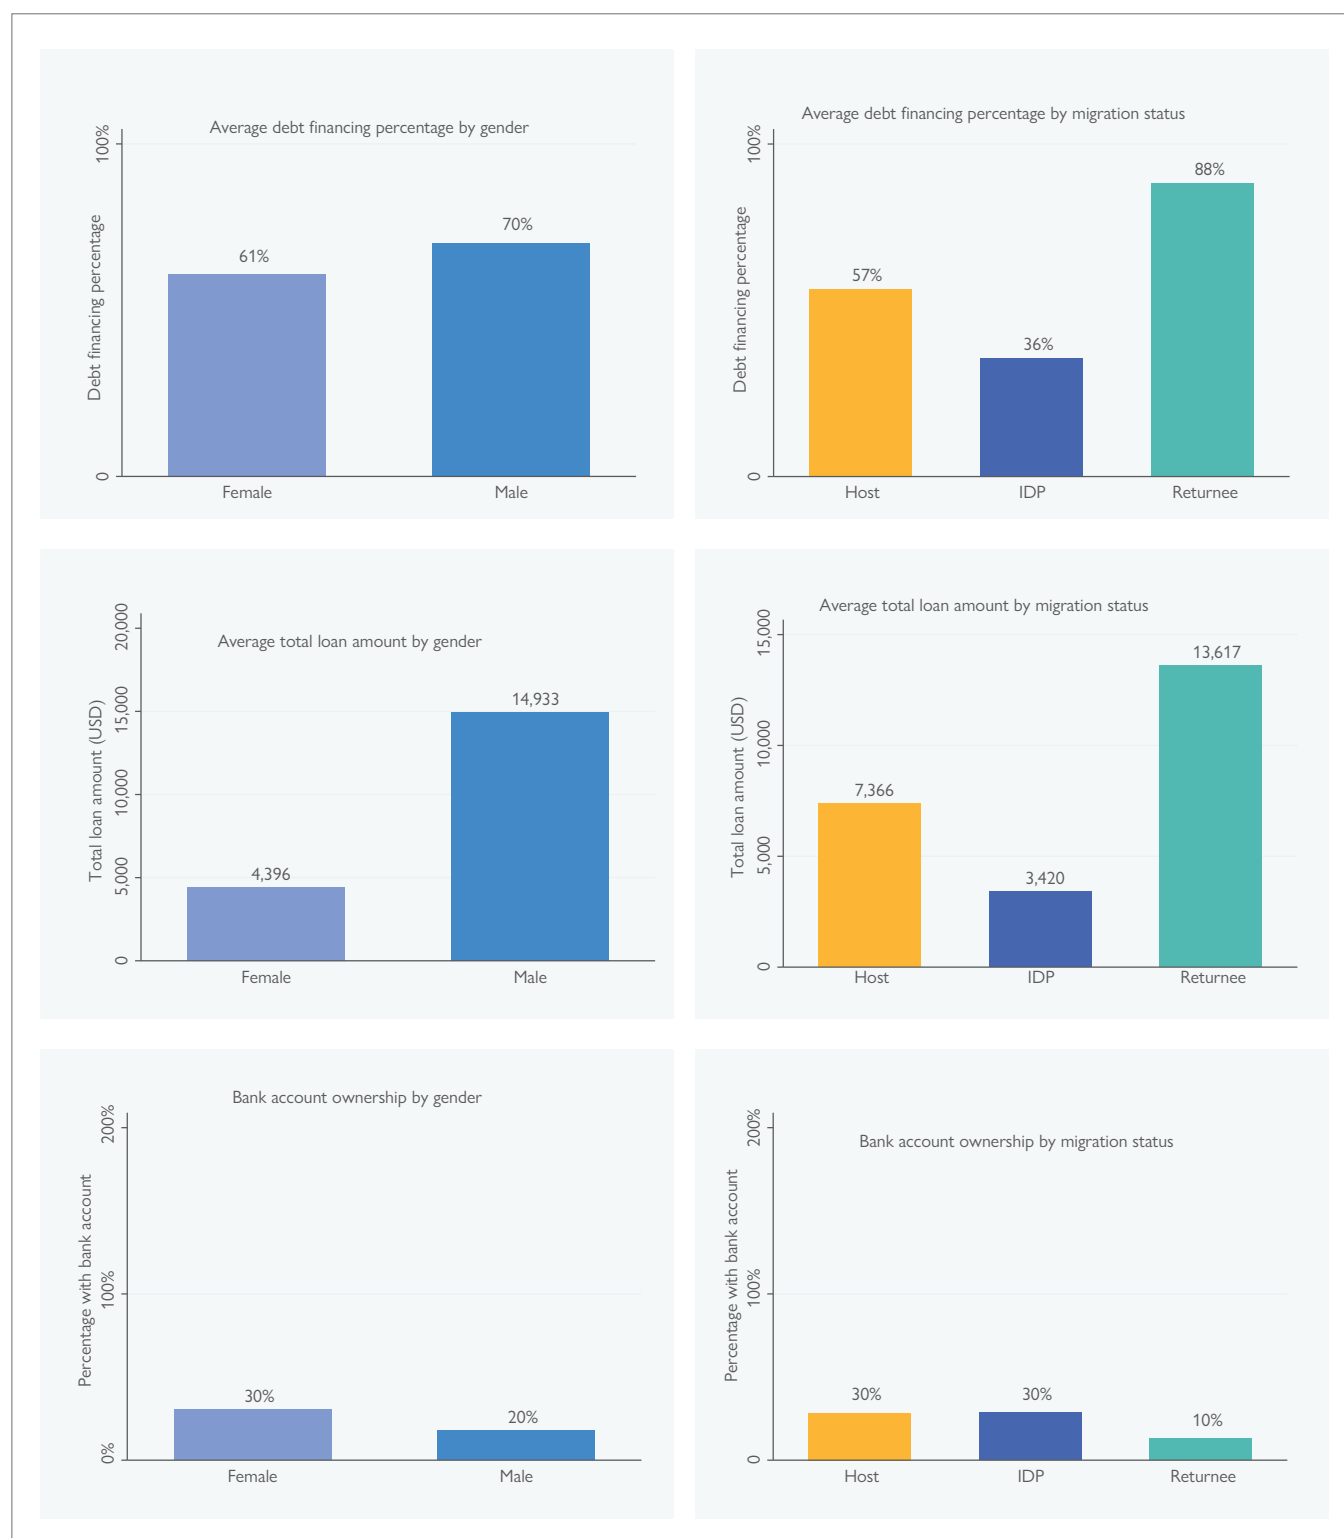 Average debt financing percentage by gender
Debt financing percentage
100%
0
61%
70%
Female
Male
Average debt financing percentage by migration status
Debt financing percentage
100%
0
57%
36%
88%
Host
IDP
Returnee
Average total loan amount by gender
Total loan amount (USD)
20,000
15,000
10,000
5,000
0
4,396
14,933
Female
Male
Average total loan amount by migration status
Total loan amount (USD)
15,000
10,000
5,000
0
7,366
3,420
13,617
Host
IDP
Returnee
Bank account ownership by gender
Percentage with bank account
200%
100%
0%
30%
20%
Female
Male
Bank account ownership by migration status
Percentage with bank account
200%
100%
0
30%
30%
10%
Host
IDP
Returnee